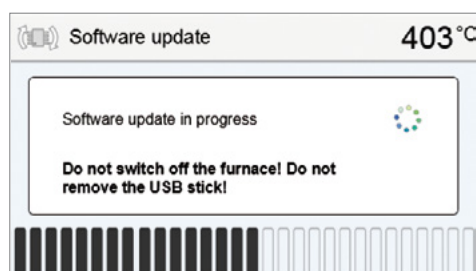 Software update
403°C
Software update in progress
Do not switch off the furnace! Do not
remove the USB stick!